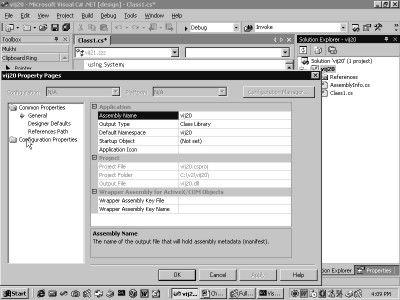 vij20 - Microsoft Visual C# .NET [design] - Class1.cs*
File Edit View Project Build Debug Tools Window Help
Debug
Invoke
Toolbox
Mukhi
Clipboard Ring
Pointer
Class1.cs*
using System;
Solution Explorer - vij20
Solution 'vij20' (1 project)
vij20
References
AssemblyInfo.cs
Class1.cs
vij20 Property Pages
Configuration: N/A
Platform: N/A
Configuration Manager...
Common Properties
General
Designer Defaults
References Path
Configuration Properties
Application
Assembly Name vij20
Output Type Class Library
Default Namespace vij20
Startup Object (Not set)
Application Icon
Project
Project File vij20.csproj
Project Folder C:\v2\vij20\
Output File vij20.dll
Wrapper Assembly for ActiveX/COM Objects
Wrapper Assembly Key File
Wrapper Assembly Key Name
Assembly Name
The name of the output file that will hold assembly metadata (manifest).
OK
Cancel
Apply
Help
Explorer
Properties
Start
vij2...
Ch...
Full...
Vis...
4:09 PM